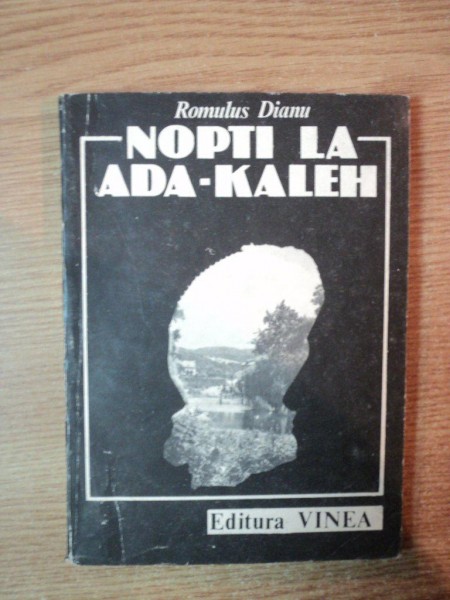 Romulus Dianu
NOPTI LA
ADA-KALEH
Editura VINEA